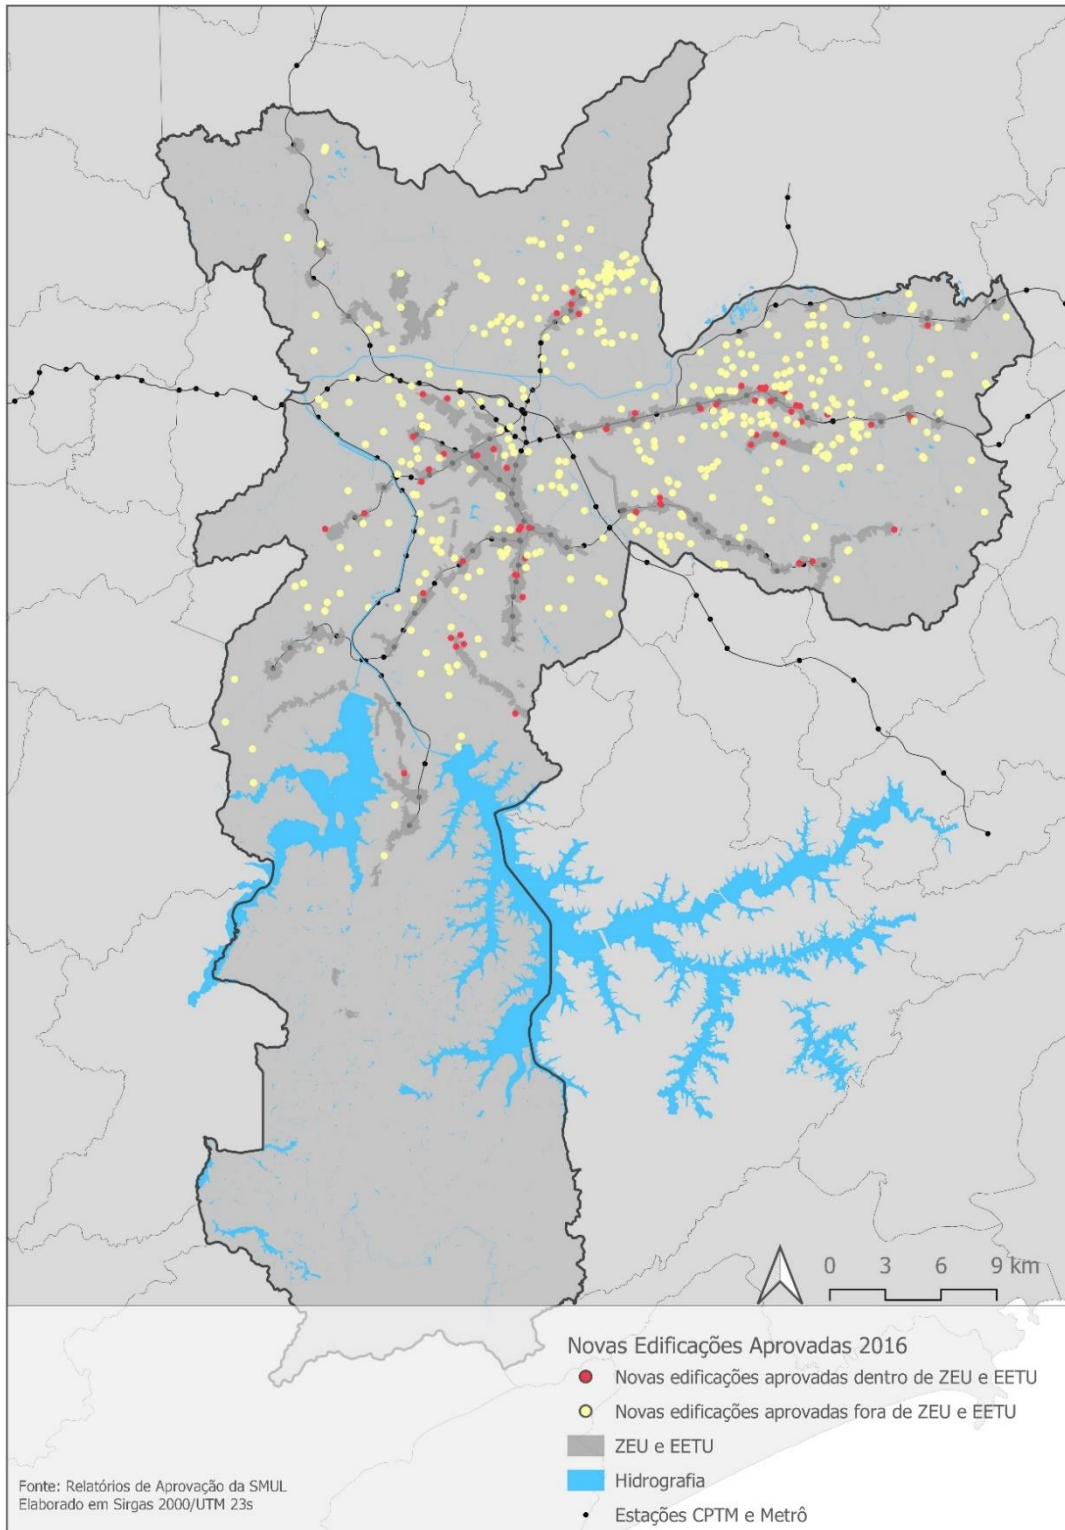 0 3 6 9 km
Novas Edificações Aprovadas 2016
Novas edificações aprovadas dentro de ZEU e EETU
Novas edificações aprovadas fora de ZEU e EETU
ZEU e EETU
Hidrografia
Estações CPTM e Metrô
Fonte: Relatórios de Aprovação da SMUL
Elaborado em Sirgas 2000/UTM 23s